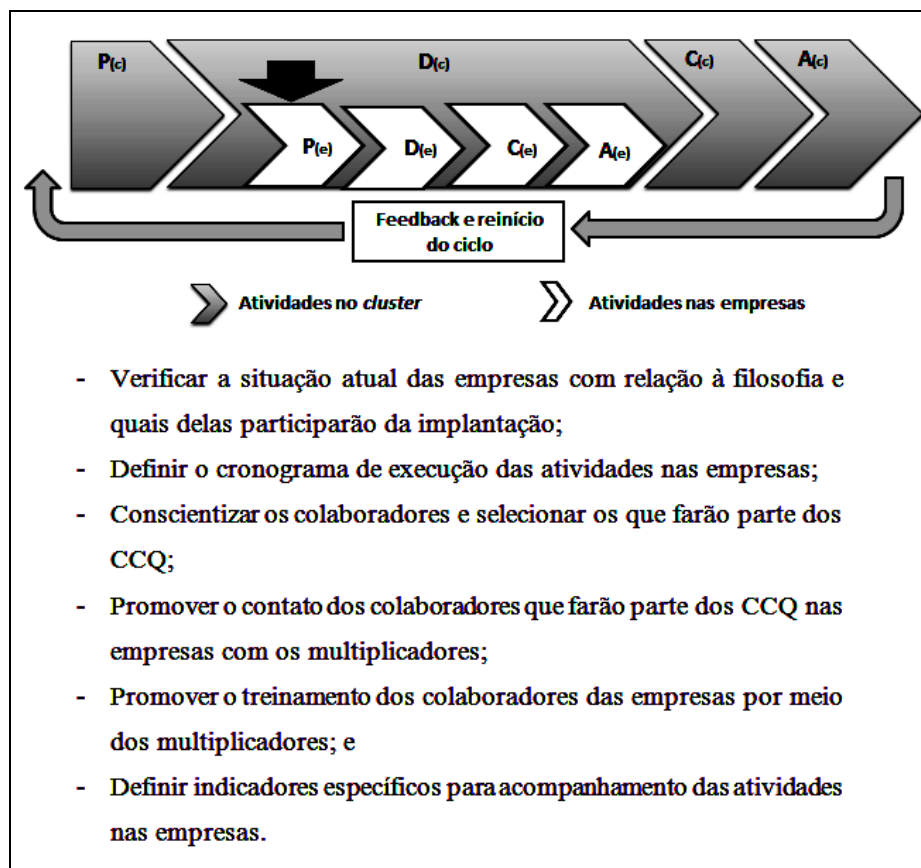 P(c)
D(c)
C(c)
A(c)
P(e)
D(e)
C(e)
A(e)
Feedback e reinício
do ciclo
Atividades no cluster
Atividades nas empresas
- Verificar a situação atual das empresas com relação à filosofia e
quais delas participarão da implantação;
- Definir o cronograma de execução das atividades nas empresas;
- Conscientizar os colaboradores e selecionar os que farão parte dos
CCQ;
- Promover o contato dos colaboradores que farão parte dos CCQ nas
empresas com os multiplicadores;
- Promover o treinamento dos colaboradores das empresas por meio
dos multiplicadores; e
- Definir indicadores específicos para acompanhamento das atividades
nas empresas.